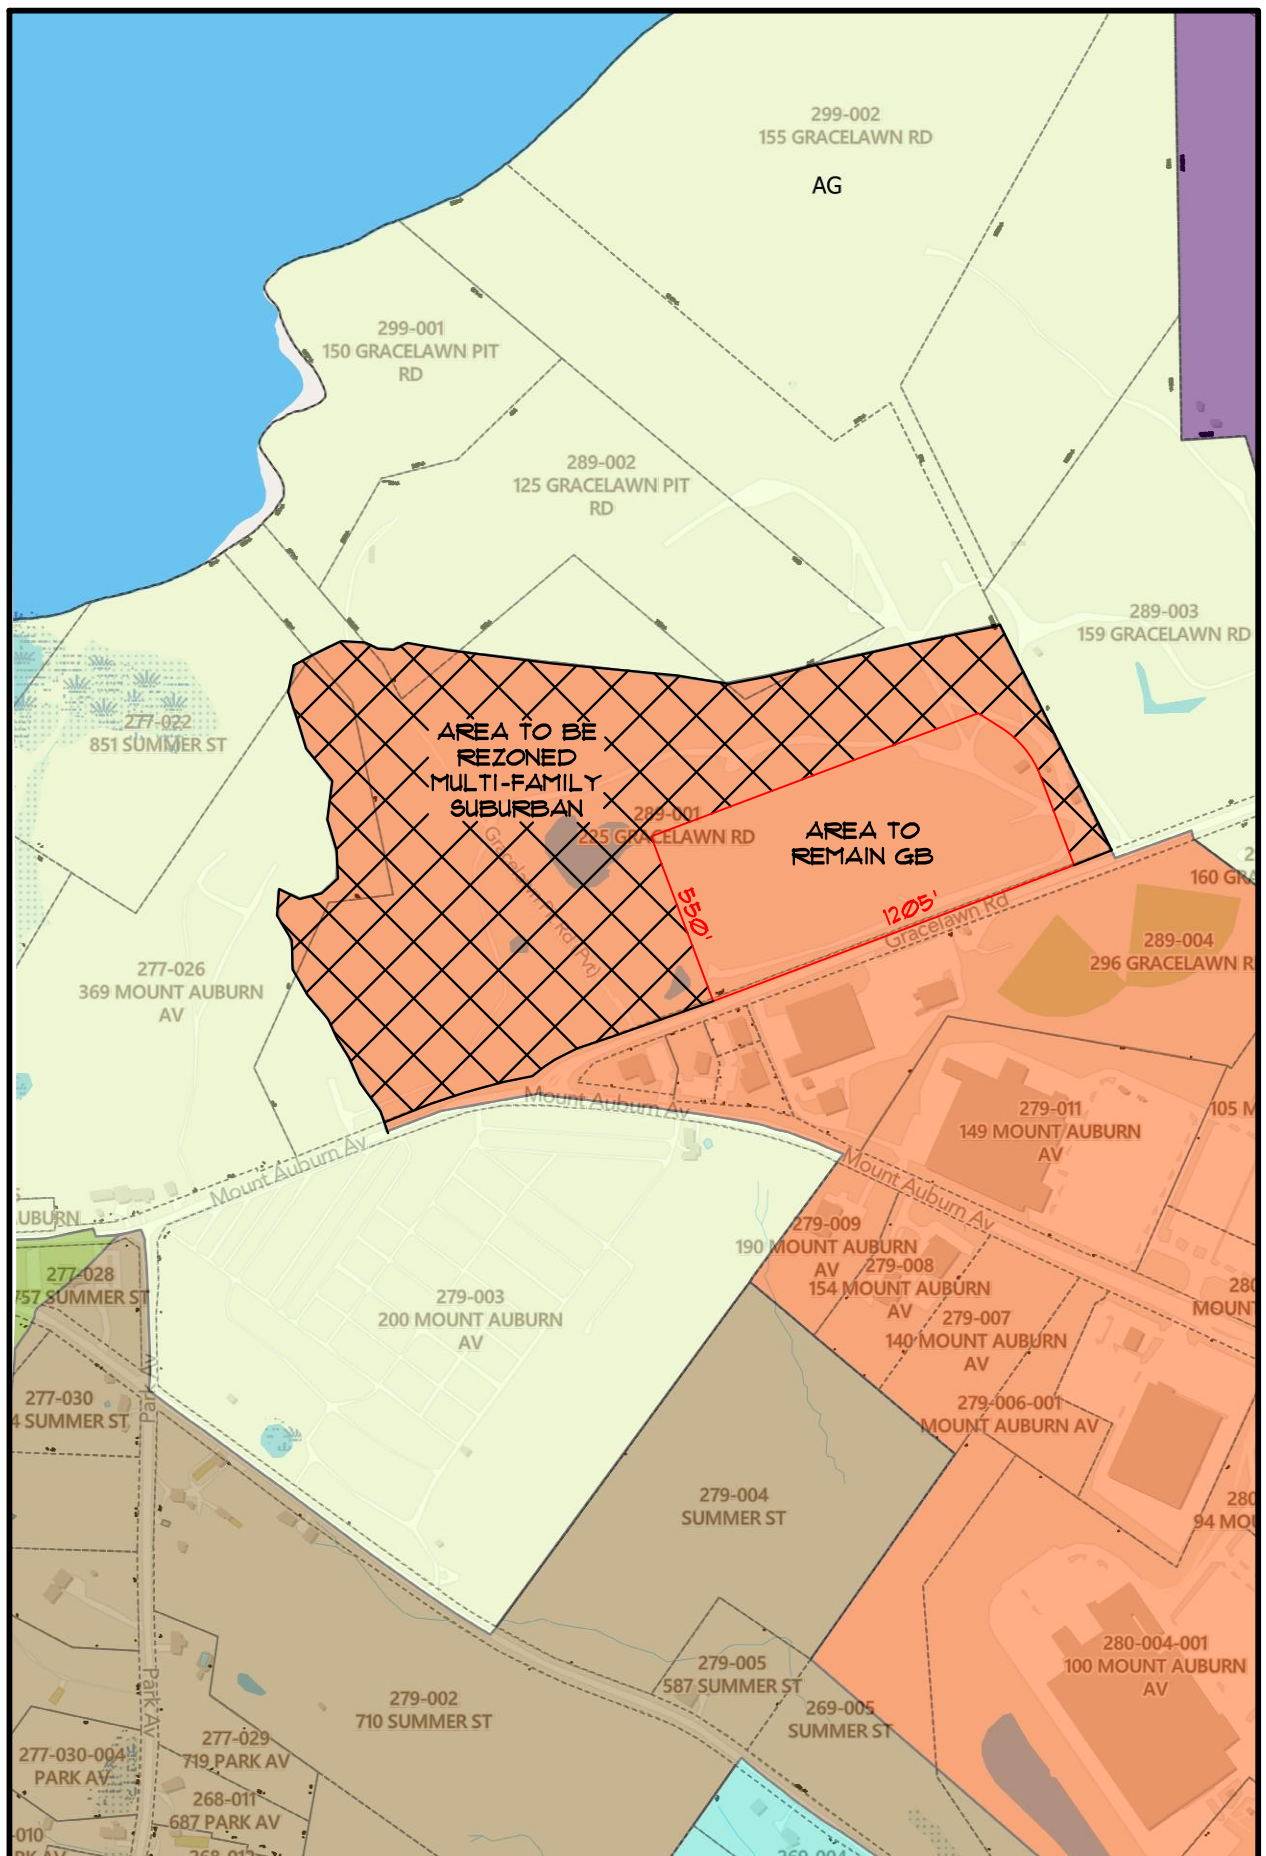 299-002
155 GRACELAWN RD
AG
299-001
150 GRACELAWN PIT
RD
289-002
125 GRACELAWN PIT
RD
289-003
159 GRACELAWN RD
277-022
851 SUMMER ST
AREA TO BE
REZONED
MULTI-FAMILY
SUBURBAN
289-001
225 GRACELAWN RD
AREA TO
REMAIN GB
550'
1205'
Gracelawn Rd
160 GRA
289-004
296 GRACELAWN R
277-026
369 MOUNT AUBURN
AV
Mount Auburn Av
279-011
149 MOUNT AUBURN
AV
105 M
Mount Auburn Av
Mount Auburn Av
UBURN
279-009
190 MOUNT AUBURN
AV
279-008
154 MOUNT AUBURN
AV
277-028
757 SUMMER ST
279-003
200 MOUNT AUBURN
AV
279-007
140 MOUNT AUBURN
AV
280
MOUNT
277-030
4 SUMMER ST
Park Av
279-006-001
MOUNT AUBURN AV
279-004
SUMMER ST
280
94 MOU
280-004-001
100 MOUNT AUBURN
AV
279-005
587 SUMMER ST
269-005
SUMMER ST
279-002
710 SUMMER ST
Park Av
277-029
719 PARK AV
277-030-004
PARK AV
268-011
687 PARK AV
-010
269-004